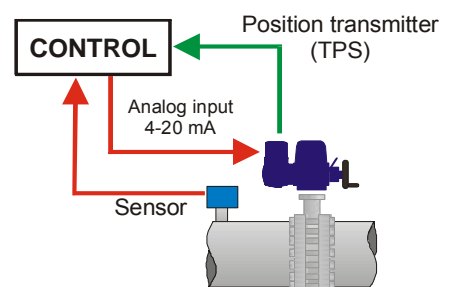 Position transmitter
(TPS)
CONTROL
Analog input
4-20 mA
Sensor